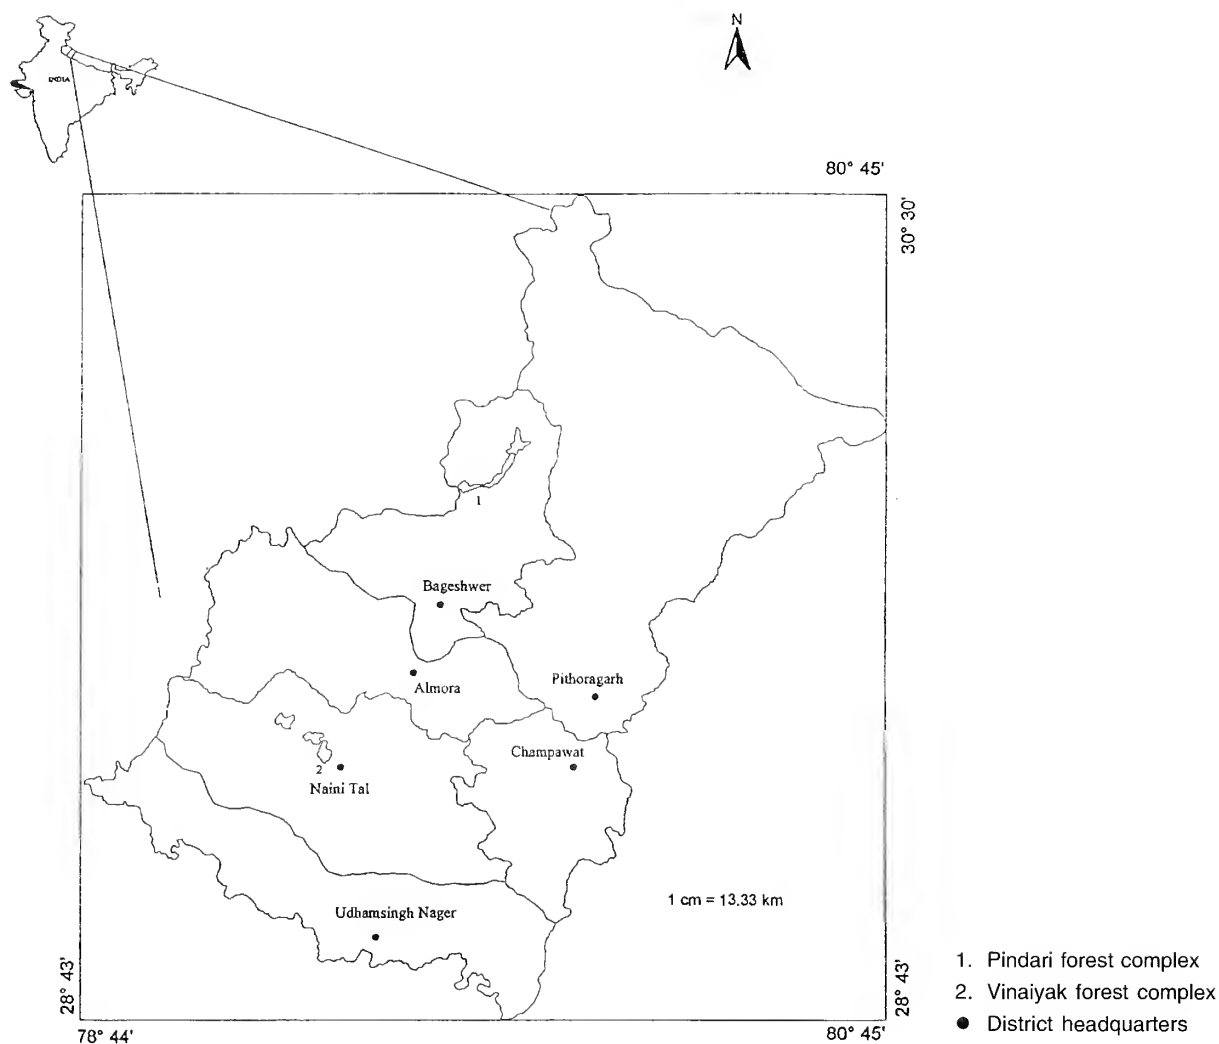 N
INDIA
80° 45'
30° 30'
1
Bageshwer
Almora
Pithoragarh
Champawat
2
Naini Tal
1 cm = 13.33 km
Udhamsingh Nager
28° 43'
28° 43'
78° 44'
80° 45'
1. Pindari forest complex
2. Vinaiyak forest complex
● District headquarters